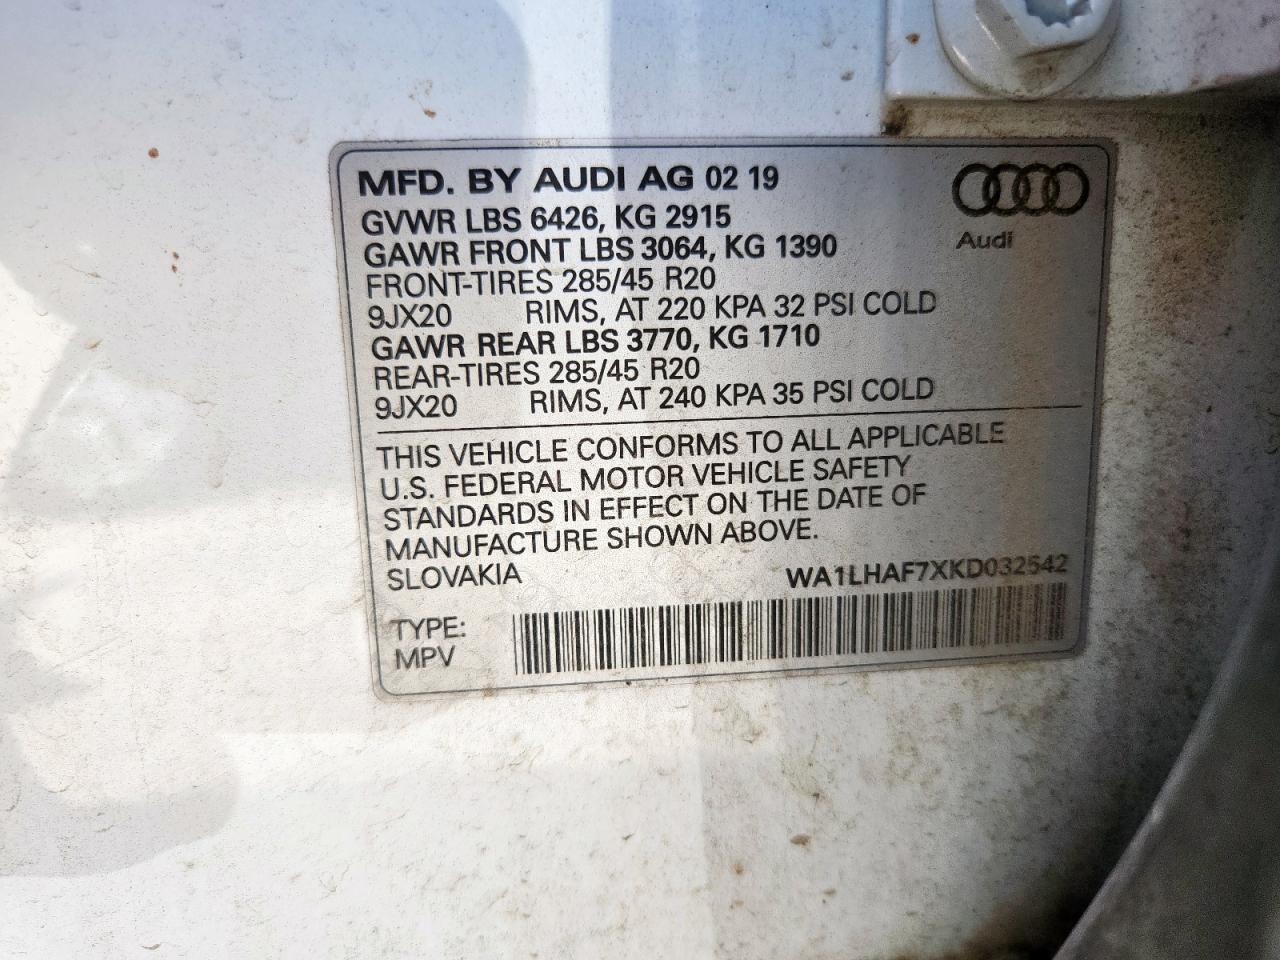 MFD. BY AUDI AG 02 19
GVWR LBS 6426, KG 2915
GAWR FRONT LBS 3064, KG 1390
FRONT-TIRES 285/45 R20
9JX20 RIMS, AT 220 KPA 32 PSI COLD
GAWR REAR LBS 3770, KG 1710
REAR-TIRES 285/45 R20
9JX20 RIMS, AT 240 KPA 35 PSI COLD
Audi
THIS VEHICLE CONFORMS TO ALL APPLICABLE
U.S. FEDERAL MOTOR VEHICLE SAFETY
STANDARDS IN EFFECT ON THE DATE OF
MANUFACTURE SHOWN ABOVE.
SLOVAKIA WA1LHAF7XKD032542
TYPE:
MPV